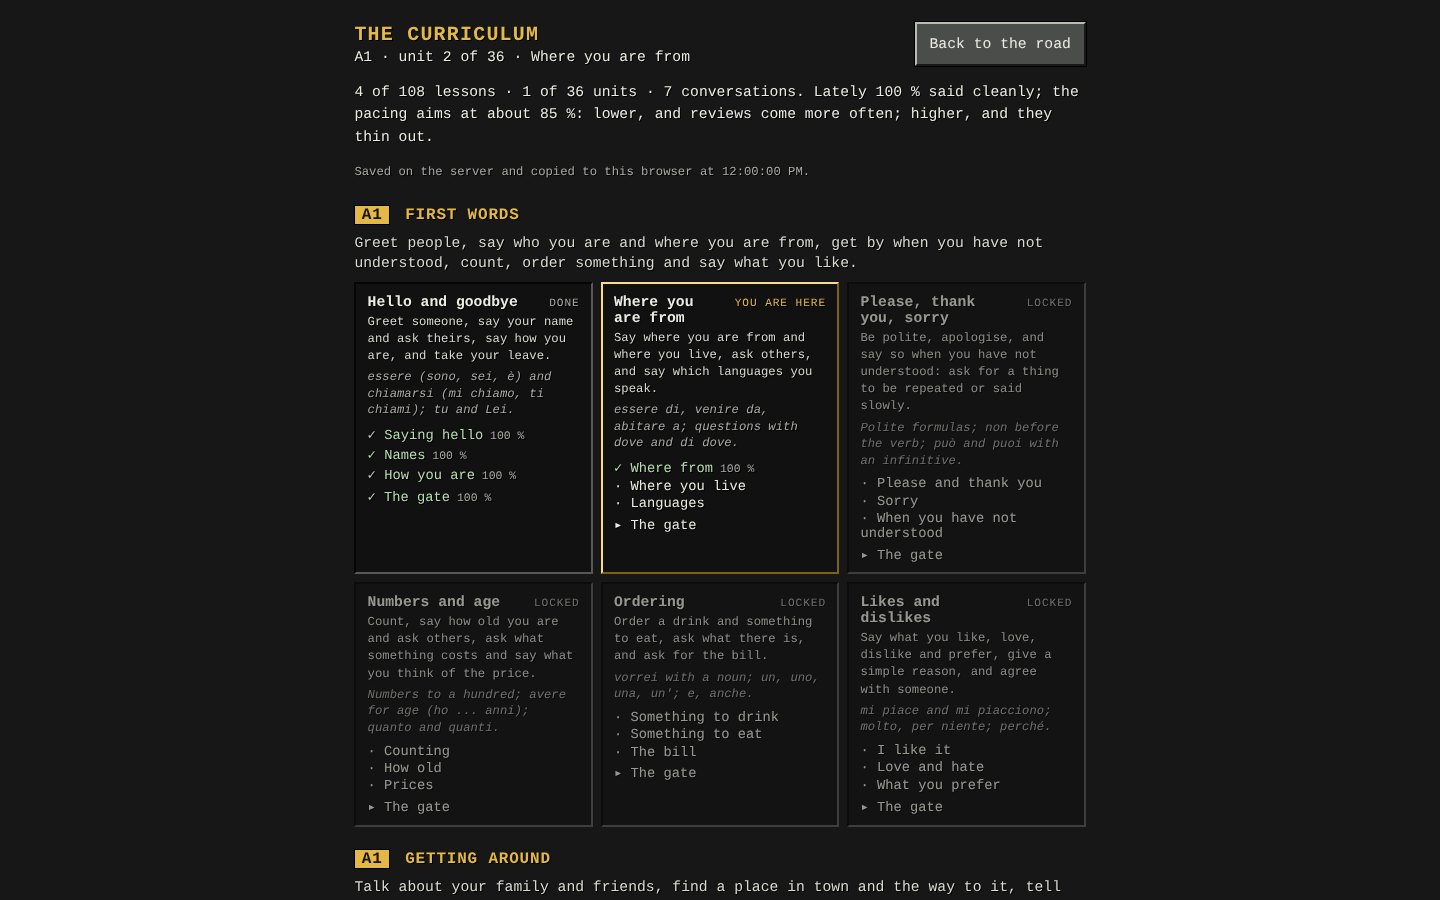 THE CURRICULUM
A1 · unit 2 of 36 · Where you are from
Back to the road
4 of 108 lessons · 1 of 36 units · 7 conversations. Lately 100 % said cleanly; the
pacing aims at about 85 %: lower, and reviews come more often; higher, and they
thin out.
Saved on the server and copied to this browser at 12:00:00 PM.
A1 FIRST WORDS
Greet people, say who you are and where you are from, get by when you have not
understood, count, order something and say what you like.
Hello and goodbye DONE
Greet someone, say your name
and ask theirs, say how you
are, and take your leave.
essere (sono, sei, è) and
chiamarsi (mi chiamo, ti
chiami); tu and Lei.
✓ Saying hello 100 %
✓ Names 100 %
✓ How you are 100 %
✓ The gate 100 %
Where you YOU ARE HERE
are from
Say where you are from and
where you live, ask others,
and say which languages you
speak.
essere di, venire da,
abitare a; questions with
dove and di dove.
✓ Where from 100 %
· Where you live
· Languages
▸ The gate
Please, thank LOCKED
you, sorry
Be polite, apologise, and
say so when you have not
understood: ask for a thing
to be repeated or said
slowly.
Polite formulas; non before
the verb; può and puoi with
an infinitive.
· Please and thank you
· Sorry
· When you have not
understood
▸ The gate
Numbers and age LOCKED
Count, say how old you are
and ask others, ask what
something costs and say what
you think of the price.
Numbers to a hundred; avere
for age (ho ... anni);
quanto and quanti.
· Counting
· How old
· Prices
▸ The gate
Ordering LOCKED
Order a drink and something
to eat, ask what there is,
and ask for the bill.
vorrei with a noun; un, uno,
una, un'; e, anche.
· Something to drink
· Something to eat
· The bill
▸ The gate
Likes and LOCKED
dislikes
Say what you like, love,
dislike and prefer, give a
simple reason, and agree
with someone.
mi piace and mi piacciono;
molto, per niente; perché.
· I like it
· Love and hate
· What you prefer
▸ The gate
A1 GETTING AROUND
Talk about your family and friends, find a place in town and the way to it, tell